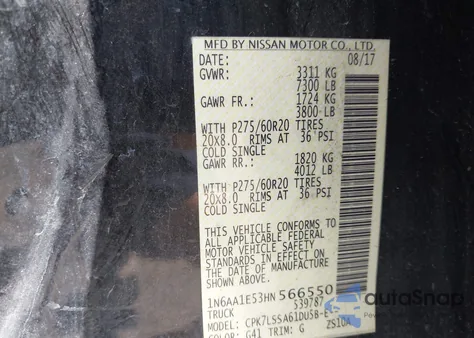 MFD BY NISSAN MOTOR CO., LTD.
DATE: 08/17
GVWR: 3311 KG
7300 LB
GAWR FR.: 1724 KG
3800 LB
WITH P275/60R20 TIRES
20x8.0 RIMS AT 36 PSI
COLD SINGLE
GAWR RR.: 1820 KG
4012 LB
WITH P275/60R20 TIRES
20x8.0 RIMS AT 36 PSI
COLD SINGLE
THIS VEHICLE CONFORMS TO
ALL APPLICABLE FEDERAL
MOTOR VEHICLE SAFETY
STANDARDS IN EFFECT ON
THE DATE OF MANUFACTURE
SHOWN ABOVE.
1N6AA1E53HN 566550
TRUCK 539787
MODEL:
COLOR: G41 TRIM: G ZS10A
autoSnap